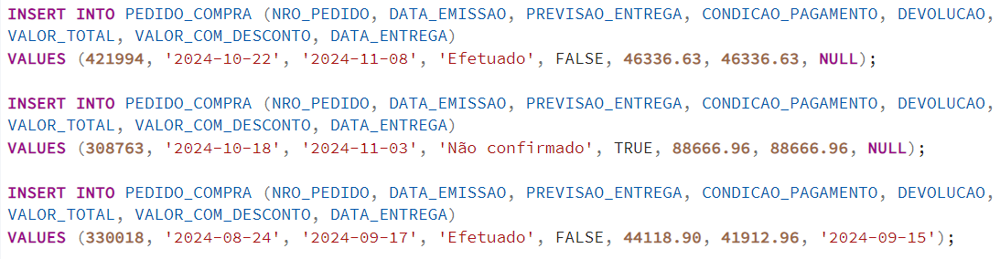 INSERT INTO PEDIDO_COMPRA (NRO_PEDIDO, DATA_EMISSAO, PREVISAO_ENTREGA, CONDICAO_PAGAMENTO, DEVOLUCAO,
VALOR_TOTAL, VALOR_COM_DESCONTO, DATA_ENTREGA)
VALUES (421994, '2024-10-22', '2024-11-08', 'Efetuado', FALSE, 46336.63, 46336.63, NULL);
INSERT INTO PEDIDO_COMPRA (NRO_PEDIDO, DATA_EMISSAO, PREVISAO_ENTREGA, CONDICAO_PAGAMENTO, DEVOLUCAO,
VALOR_TOTAL, VALOR_COM_DESCONTO, DATA_ENTREGA)
VALUES (308763, '2024-10-18', '2024-11-03', 'Não confirmado', TRUE, 88666.96, 88666.96, NULL);
INSERT INTO PEDIDO_COMPRA (NRO_PEDIDO, DATA_EMISSAO, PREVISAO_ENTREGA, CONDICAO_PAGAMENTO, DEVOLUCAO,
VALOR_TOTAL, VALOR_COM_DESCONTO, DATA_ENTREGA)
VALUES (330018, '2024-08-24', '2024-09-17', 'Efetuado', FALSE, 44118.90, 41912.96, '2024-09-15');